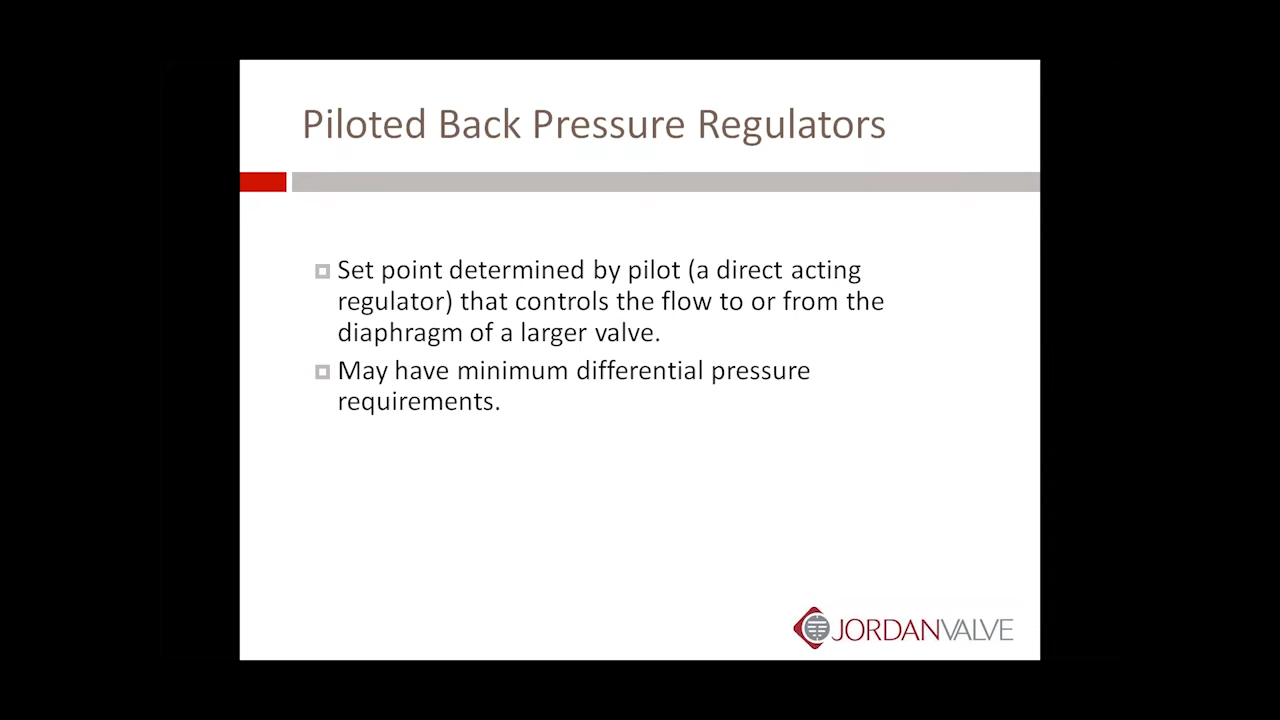 Piloted Back Pressure Regulators
Set point determined by pilot (a direct acting
regulator) that controls the flow to or from the
diaphragm of a larger valve.
May have minimum differential pressure
requirements.
JORDANVALVE